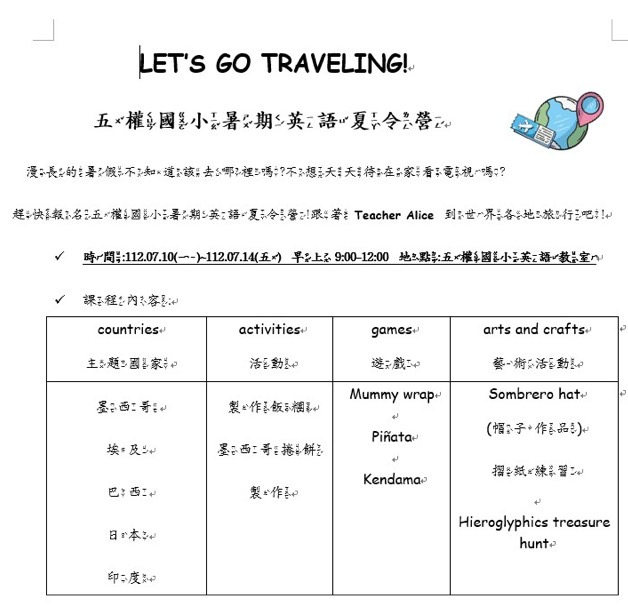 LET'S GO TRAVELING!
五權國小暑期英語夏令營
漫長的暑假不知道該去哪裡嗎?不想天天待在家看電視嗎?
趕快報名五權國小暑期英語夏令營!跟著 Teacher Alice 到世界各地旅行吧!
✓ 時間:112.07.10(一)~112.07.14(五) 早上 9:00-12:00 地點:五權國小英語教室
✓ 課程內容:
countries activities games arts and crafts
主題國家 活動 遊戲 藝術活動
墨西哥 製作飯糰 Mummy wrap Sombrero hat
(帽子作品)
埃及 墨西哥捲餅 Piñata 摺紙練習
巴西 製作 Kendama
日本 Hieroglyphics treasure
hunt
印度